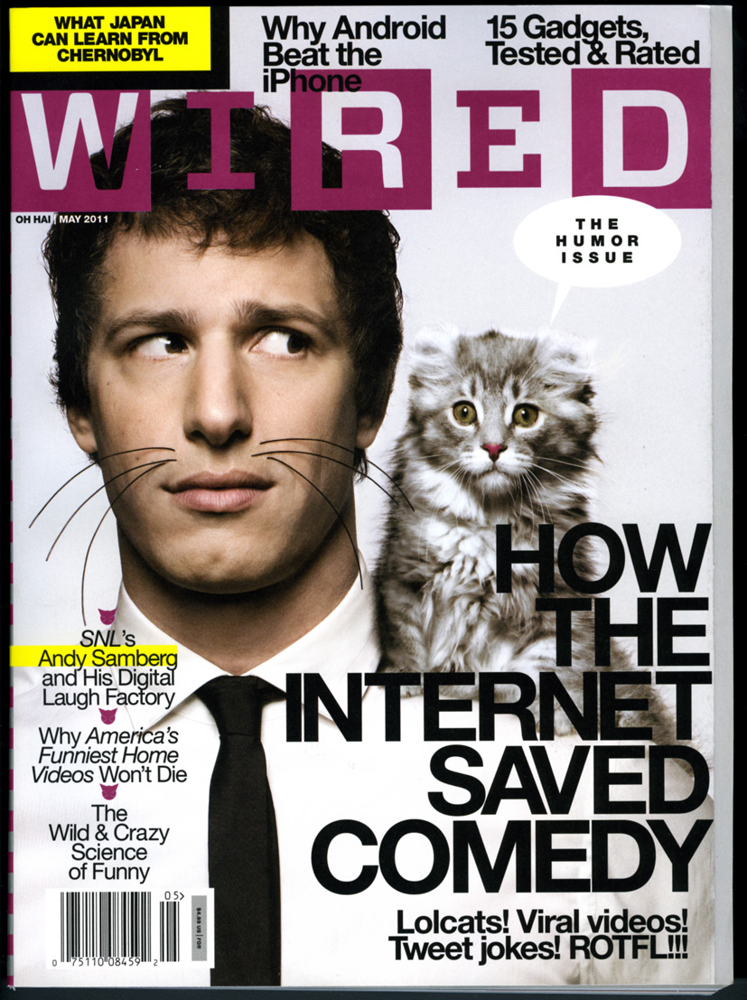 WHAT JAPAN
CAN LEARN FROM
CHERNOBYL
Why Android
Beat the
iPhone
15 Gadgets,
Tested & Rated
WIRED
OH HAI | MAY 2011
THE
HUMOR
ISSUE
HOW
THE
INTERNET
SAVED
COMEDY
SNL's
Andy Samberg
and His Digital
Laugh Factory
Why America's
Funniest Home
Videos Won't Die
The
Wild & Crazy
Science
of Funny
Lolcats! Viral videos!
Tweet jokes! ROTFL!!!
05>
$4.99 US | FOR
0 75110 08459 2